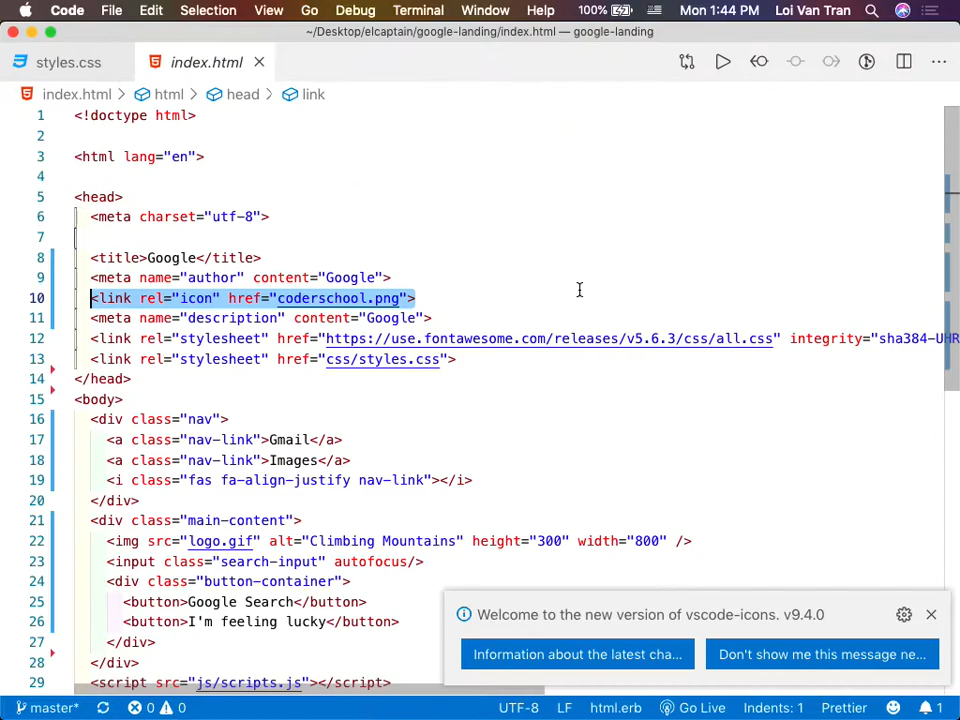 Code File Edit Selection View Go Debug Terminal Window Help 100% Mon 1:44 PM Loi Van Tran
~/Desktop/elcaptain/google-landing/index.html — google-landing
styles.css index.html
index.html > html > head > link
1 <!doctype html>
2
3 <html lang="en">
4
5 <head>
6 <meta charset="utf-8">
7
8 <title>Google</title>
9 <meta name="author" content="Google">
10 <link rel="icon" href="coderschool.png">
11 <meta name="description" content="Google">
12 <link rel="stylesheet" href="https://use.fontawesome.com/releases/v5.6.3/css/all.css" integrity="sha384-UHR
13 <link rel="stylesheet" href="css/styles.css">
14 </head>
15 <body>
16 <div class="nav">
17 <a class="nav-link">Gmail</a>
18 <a class="nav-link">Images</a>
19 <i class="fas fa-align-justify nav-link"></i>
20 </div>
21 <div class="main-content">
22 <img src="logo.gif" alt="Climbing Mountains" height="300" width="800" />
23 <input class="search-input" autofocus/>
24 <div class="button-container">
25 <button>Google Search</button>
26 <button>I'm feeling lucky</button>
27 </div>
28 </div>
29 <script src="js/scripts.js"></script>
Welcome to the new version of vscode-icons. v9.4.0
Information about the latest cha... Don't show me this message ne...
master* 0 0 UTF-8 LF html.erb Go Live Indents: 1 Prettier 1